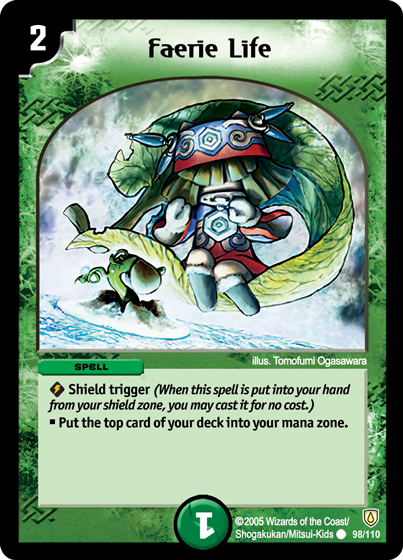 2
Faerie Life
illus. Tomofumi Ogasawara
SPELL
Shield trigger (When this spell is put into your hand
from your shield zone, you may cast it for no cost.)
▪ Put the top card of your deck into your mana zone.
1
©2005 Wizards of the Coast/
Shogakukan/Mitsui-Kids ● 98/110